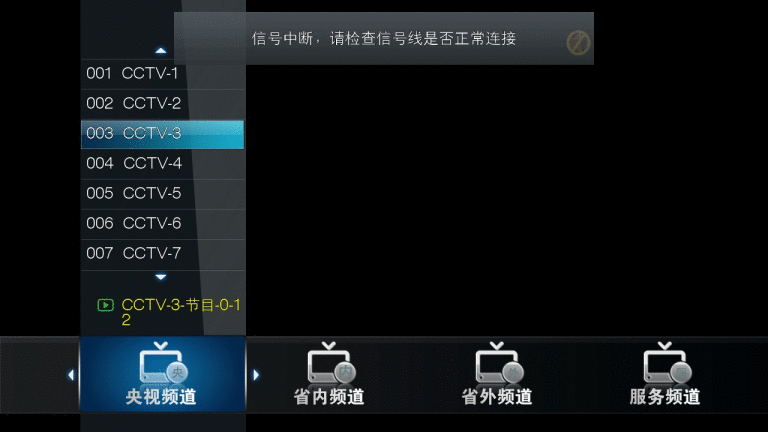 信号中断，请检查信号线是否正常连接
001 CCTV-1
002 CCTV-2
003 CCTV-3
004 CCTV-4
005 CCTV-5
006 CCTV-6
007 CCTV-7
CCTV-3-节目-0-1
2
央
内
央视频道
省内频道
省外频道
服务频道